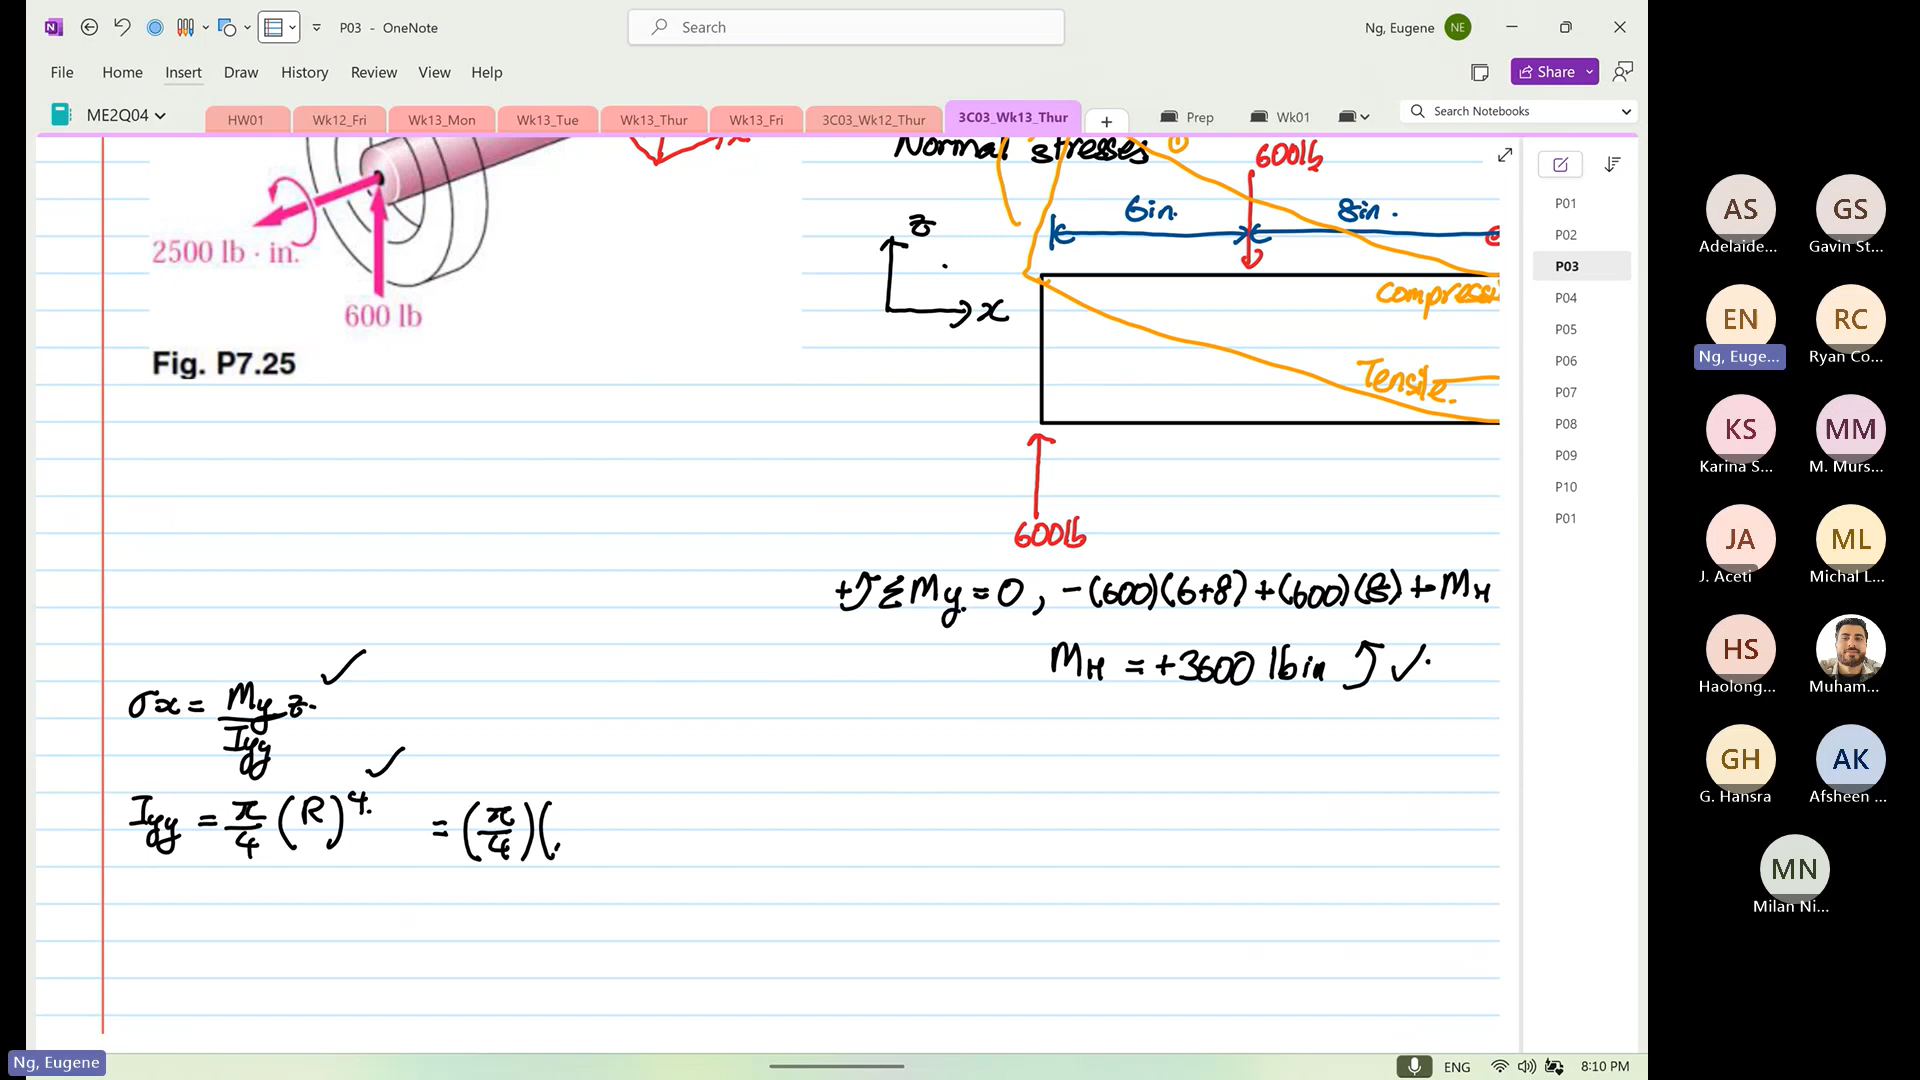 P03 - OneNote
Search
Ng, Eugene NE
File Home Insert Draw History Review View Help
Share
ME2Q04
HW01 Wk12_Fri Wk13_Mon Wk13_Tue Wk13_Thur Wk13_Fri 3C03_Wk12_Thur 3C03_Wk13_Thur + Prep Wk01
Search Notebooks
Normal stresses ①
600lb
x
6in. 8in.
2500 lb · in.
600 lb
Fig. P7.25
z
x
Tensile.
600lb
+↺ΣMy = 0, -(600)(6+8) +(600)(8) + MH
MH = +3600 lbin ↺ ✓.
σx = My/Iyy z. ✓
Iyy = π/4 (R)^4. ✓ = (π/4)(
P01
P02
P03
P04
P05
P06
P07
P08
P09
P10
P01
AS GS
Adelaide... Gavin St...
EN RC
Ng, Euge... Ryan Co...
KS MM
Karina S... M. Murs...
JA ML
J. Aceti Michal L...
HS
Haolong... Muham...
GH AK
G. Hansra Afsheen ...
MN
Milan Ni...
Ng, Eugene
ENG 8:10 PM